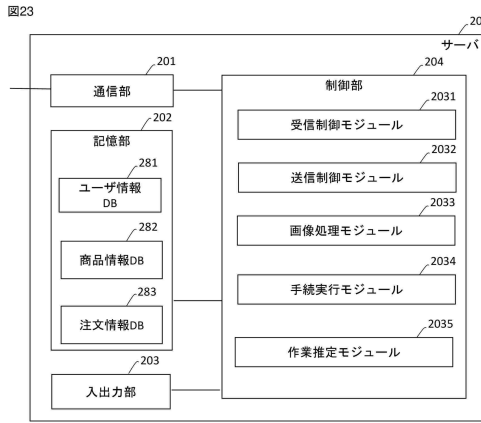 図23
20
サーバ
201
通信部
202
記憶部
281
ユーザ情報
DB
282
商品情報DB
283
注文情報DB
203
入出力部
204
制御部
2031
受信制御モジュール
2032
送信制御モジュール
2033
画像処理モジュール
2034
手続実行モジュール
2035
作業推定モジュール